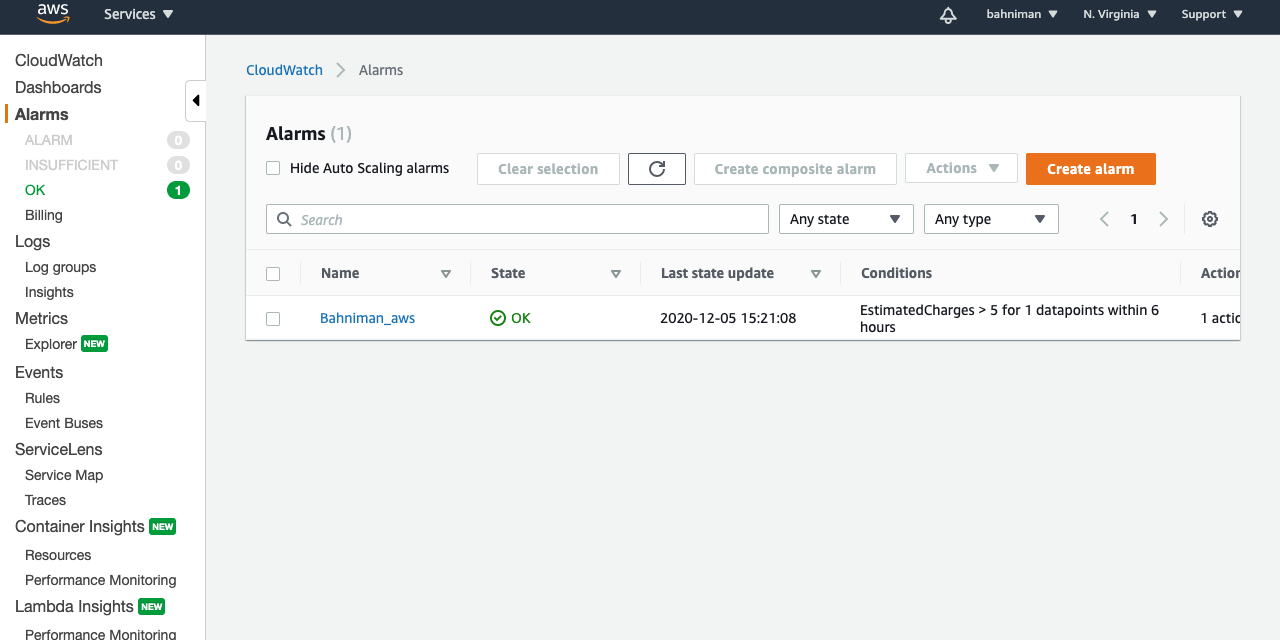 aws Services bahniman N. Virginia Support
CloudWatch
Dashboards
Alarms
ALARM 0
INSUFFICIENT 0
OK 1
Billing
Logs
Log groups
Insights
Metrics
Explorer NEW
Events
Rules
Event Buses
ServiceLens
Service Map
Traces
Container Insights NEW
Resources
Performance Monitoring
Lambda Insights NEW
Performance Monitoring
CloudWatch Alarms
Alarms (1)
Hide Auto Scaling alarms Clear selection Create composite alarm Actions Create alarm
Search Any state Any type 1
Name State Last state update Conditions Action
Bahniman_aws OK 2020-12-05 15:21:08 EstimatedCharges > 5 for 1 datapoints within 6
hours 1 actic